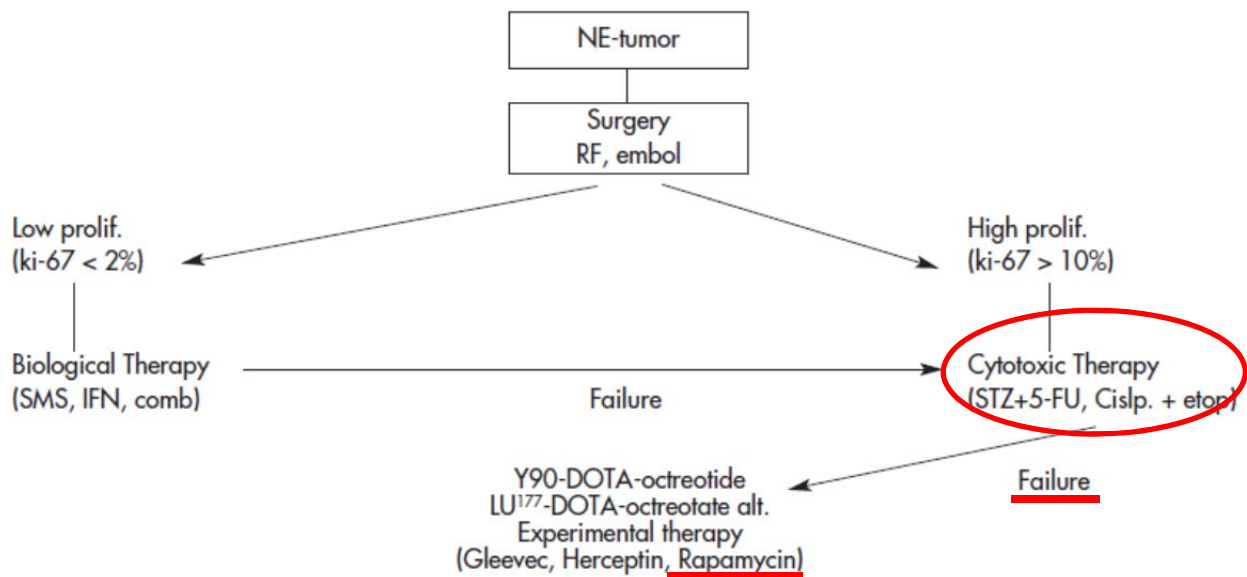 NE-tumor
Surgery
RF, embol
Low prolif.
(ki-67 < 2%)
High prolif.
(ki-67 > 10%)
Biological Therapy
(SMS, IFN, comb)
Failure
Cytotoxic Therapy
(STZ+5-FU, Cislp. + etop)
Failure
Y90-DOTA-octreotide
LU¹⁷⁷-DOTA-octreotate alt.
Experimental therapy
(Gleevec, Herceptin, Rapamycin)